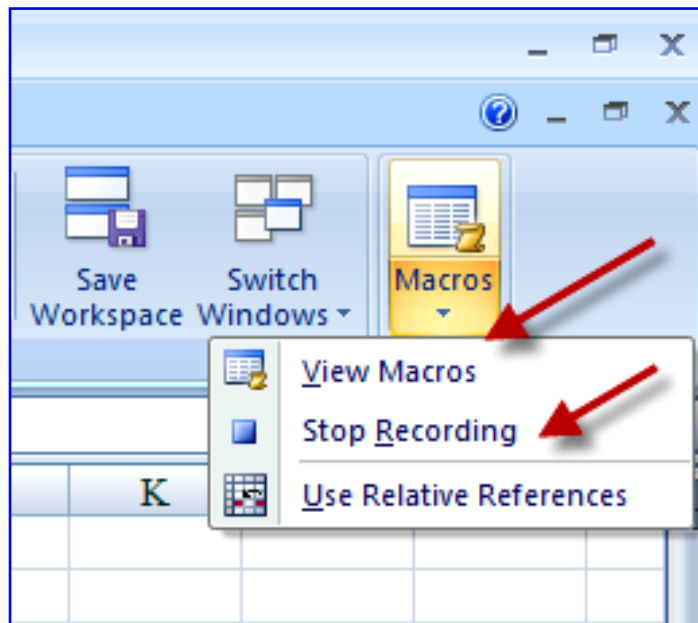 Save
Workspace
Switch
Windows
Macros
View Macros
Stop Recording
Use Relative References
K